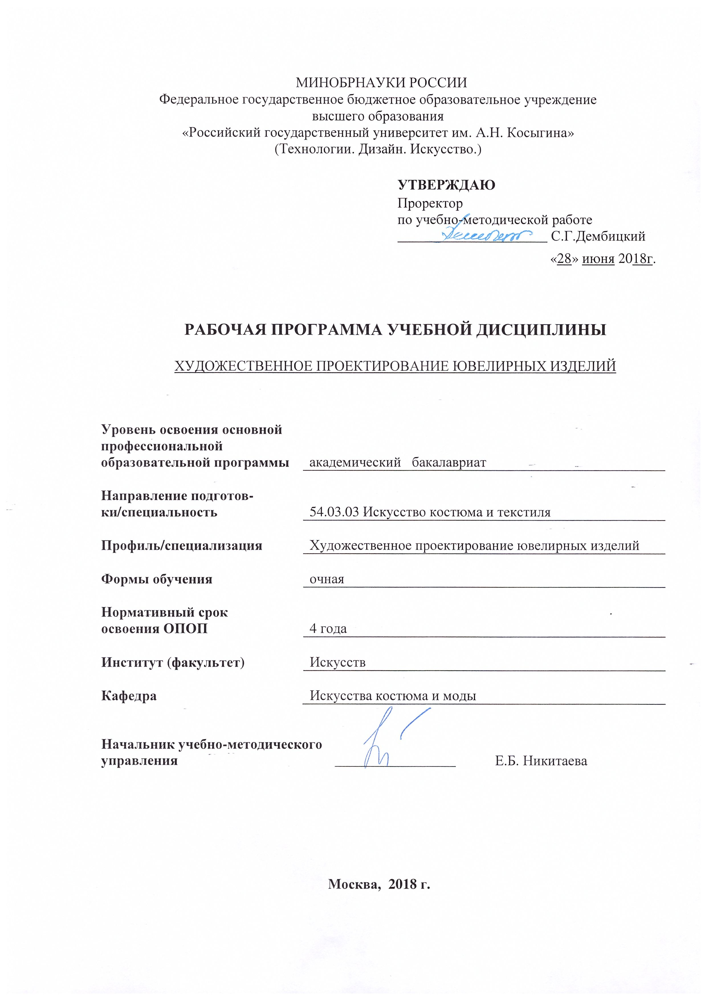 МИНОБРНАУКИ РОССИИ
Федеральное государственное бюджетное образовательное учреждение
высшего образования
«Российский государственный университет им. А.Н. Косыгина»
(Технологии. Дизайн. Искусство.)
УТВЕРЖДАЮ
Проректор
по учебно-методической работе
С.Г.Дембицкий
«28» июня 2018г.
РАБОЧАЯ ПРОГРАММА УЧЕБНОЙ ДИСЦИПЛИНЫ
ХУДОЖЕСТВЕННОЕ ПРОЕКТИРОВАНИЕ ЮВЕЛИРНЫХ ИЗДЕЛИЙ
Уровень освоения основной
профессиональной
образовательной программы академический бакалавриат
Направление подготов-
ки/специальность 54.03.03 Искусство костюма и текстиля
Профиль/специализация Художественное проектирование ювелирных изделий
Формы обучения очная
Нормативный срок
освоения ОПОП 4 года
Институт (факультет) Искусств
Кафедра Искусства костюма и моды
Начальник учебно-методического
управления Е.Б. Никитаева
Москва, 2018 г.